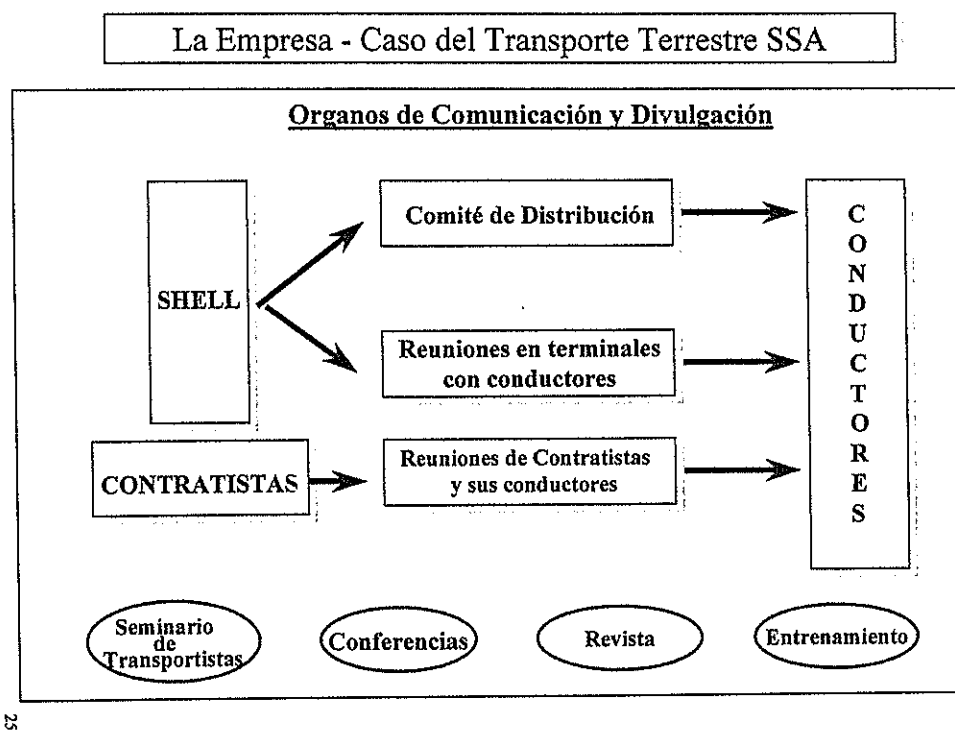 La Empresa - Caso del Transporte Terrestre SSA
Organos de Comunicación y Divulgación
SHELL
Comité de Distribución
Reuniones en terminales
con conductores
CONTRATISTAS
Reuniones de Contratistas
y sus conductores
C
O
N
D
U
C
T
O
R
E
S
Seminario
de
Transportistas
Conferencias
Revista
Entrenamiento
25